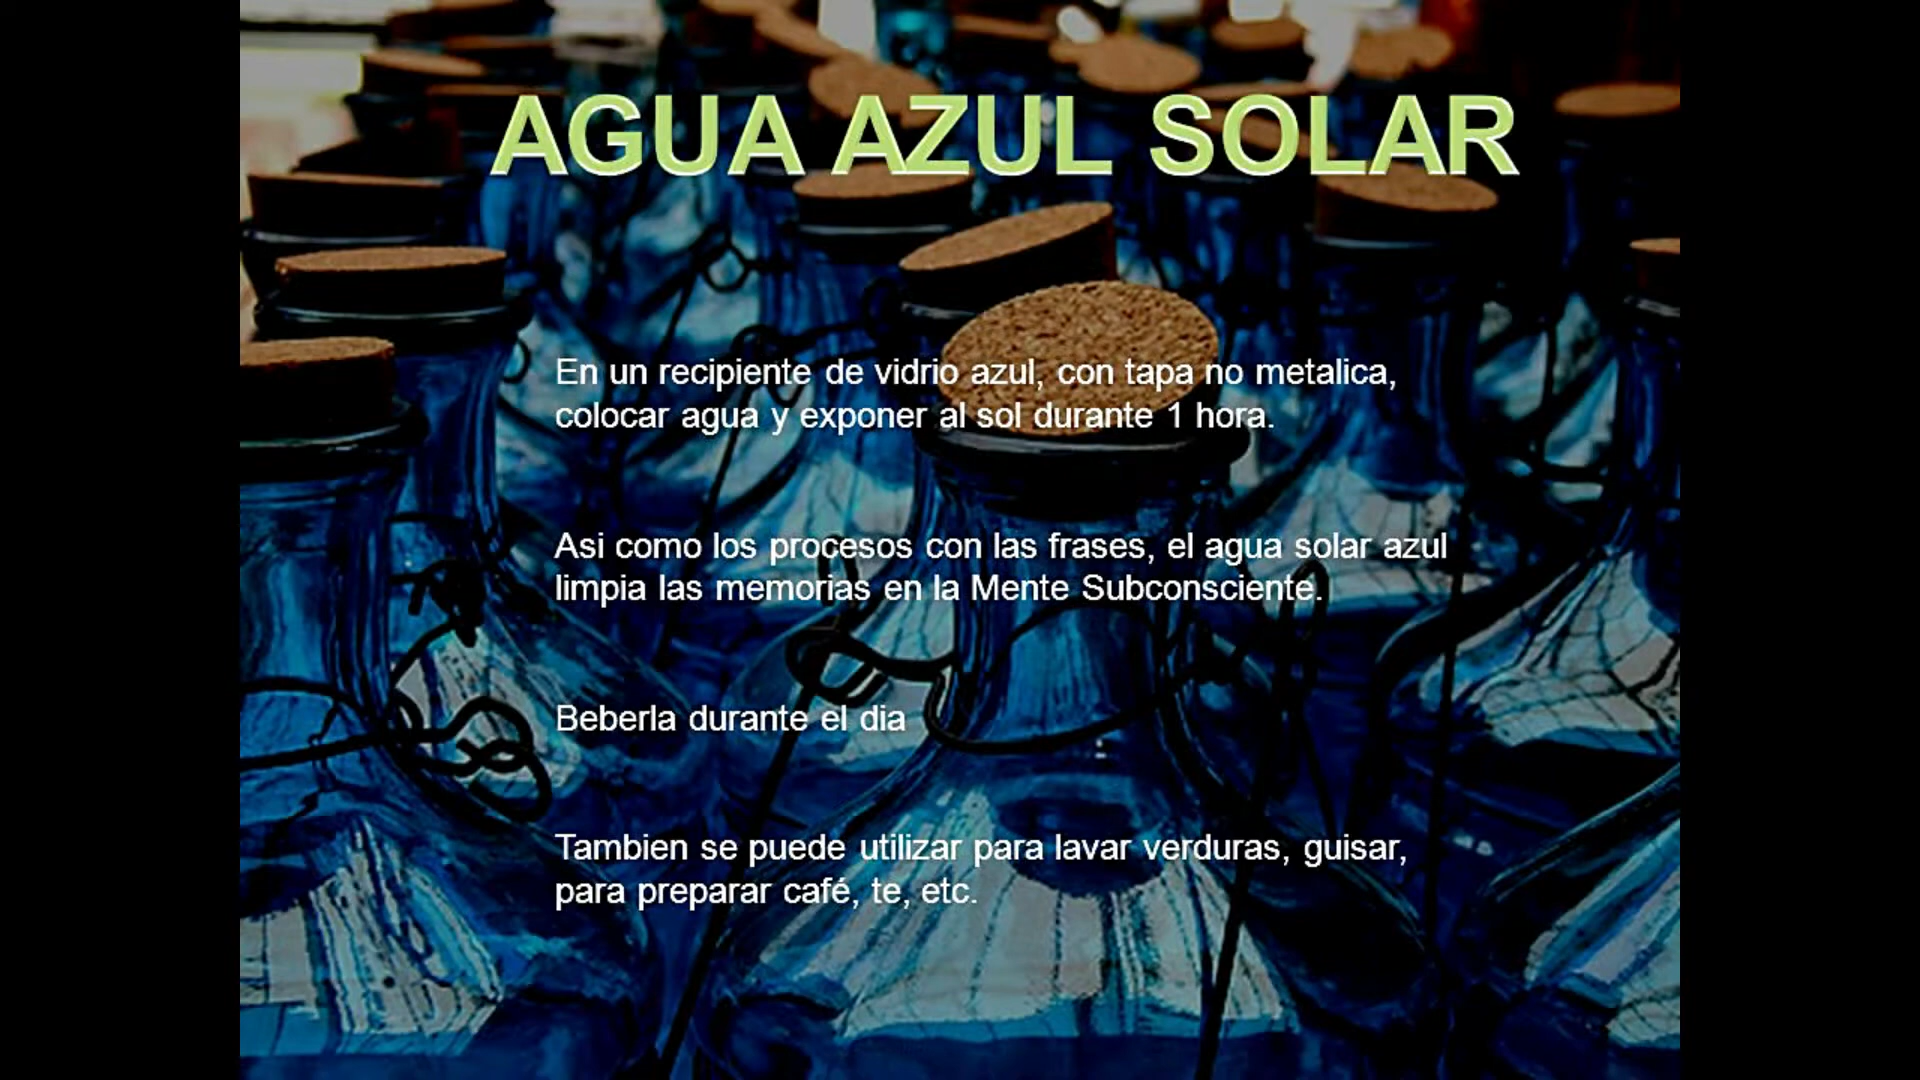 AGUA AZUL SOLAR
En un recipiente de vidrio azul, con tapa no metalica,
colocar agua y exponer al sol durante 1 hora.
Asi como los procesos con las frases, el agua solar azul
limpia las memorias en la Mente Subconsciente.
Beberla durante el dia
Tambien se puede utilizar para lavar verduras, guisar,
para preparar café, te, etc.